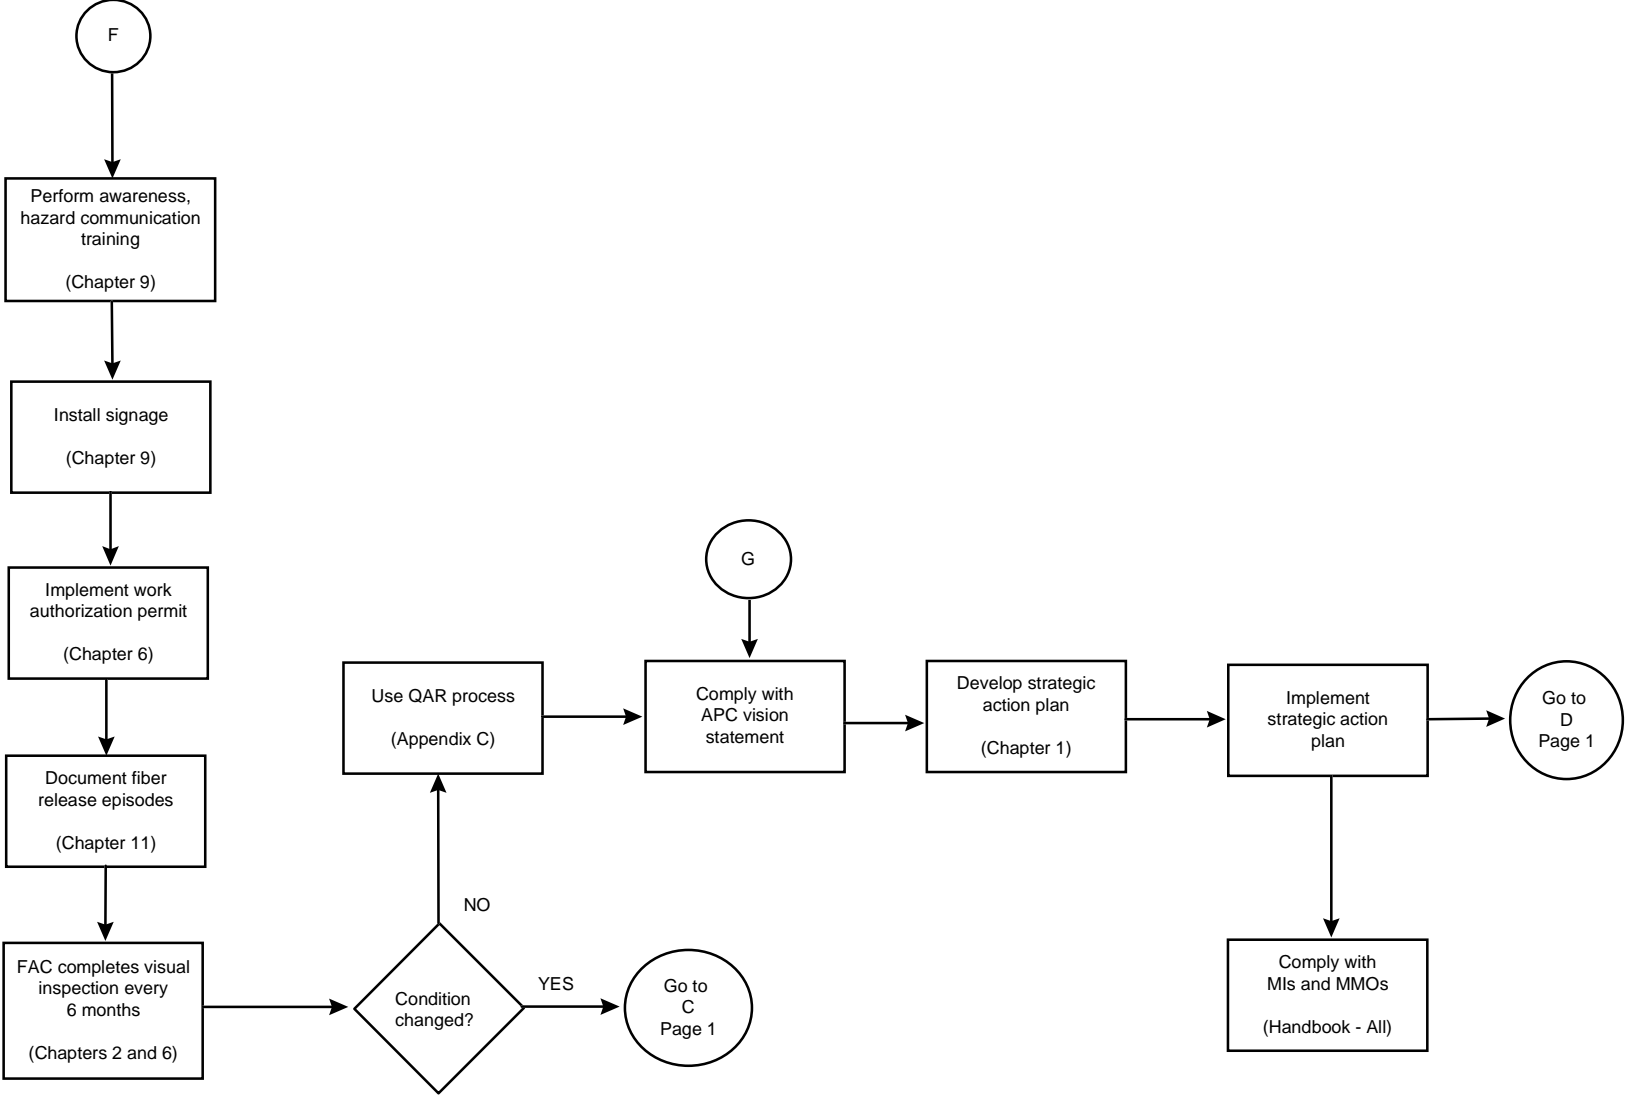 F
Perform awareness,
hazard communication
training
(Chapter 9)
Install signage
(Chapter 9)
Implement work
authorization permit
(Chapter 6)
Document fiber
release episodes
(Chapter 11)
FAC completes visual
inspection every
6 months
(Chapters 2 and 6)
Condition
changed?
NO
YES
Go to
C
Page 1
Use QAR process
(Appendix C)
G
Comply with
APC vision
statement
Develop strategic
action plan
(Chapter 1)
Implement
strategic action
plan
Go to
D
Page 1
Comply with
MIs and MMOs
(Handbook - All)